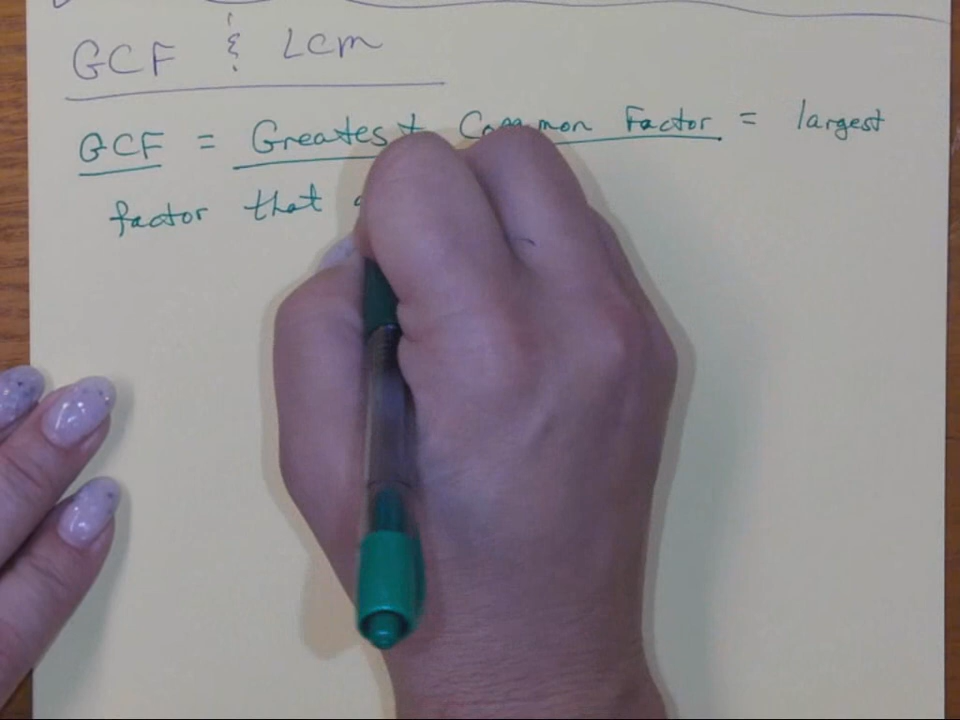 GCF & LCM
GCF = Greatest Common Factor = largest
factor that